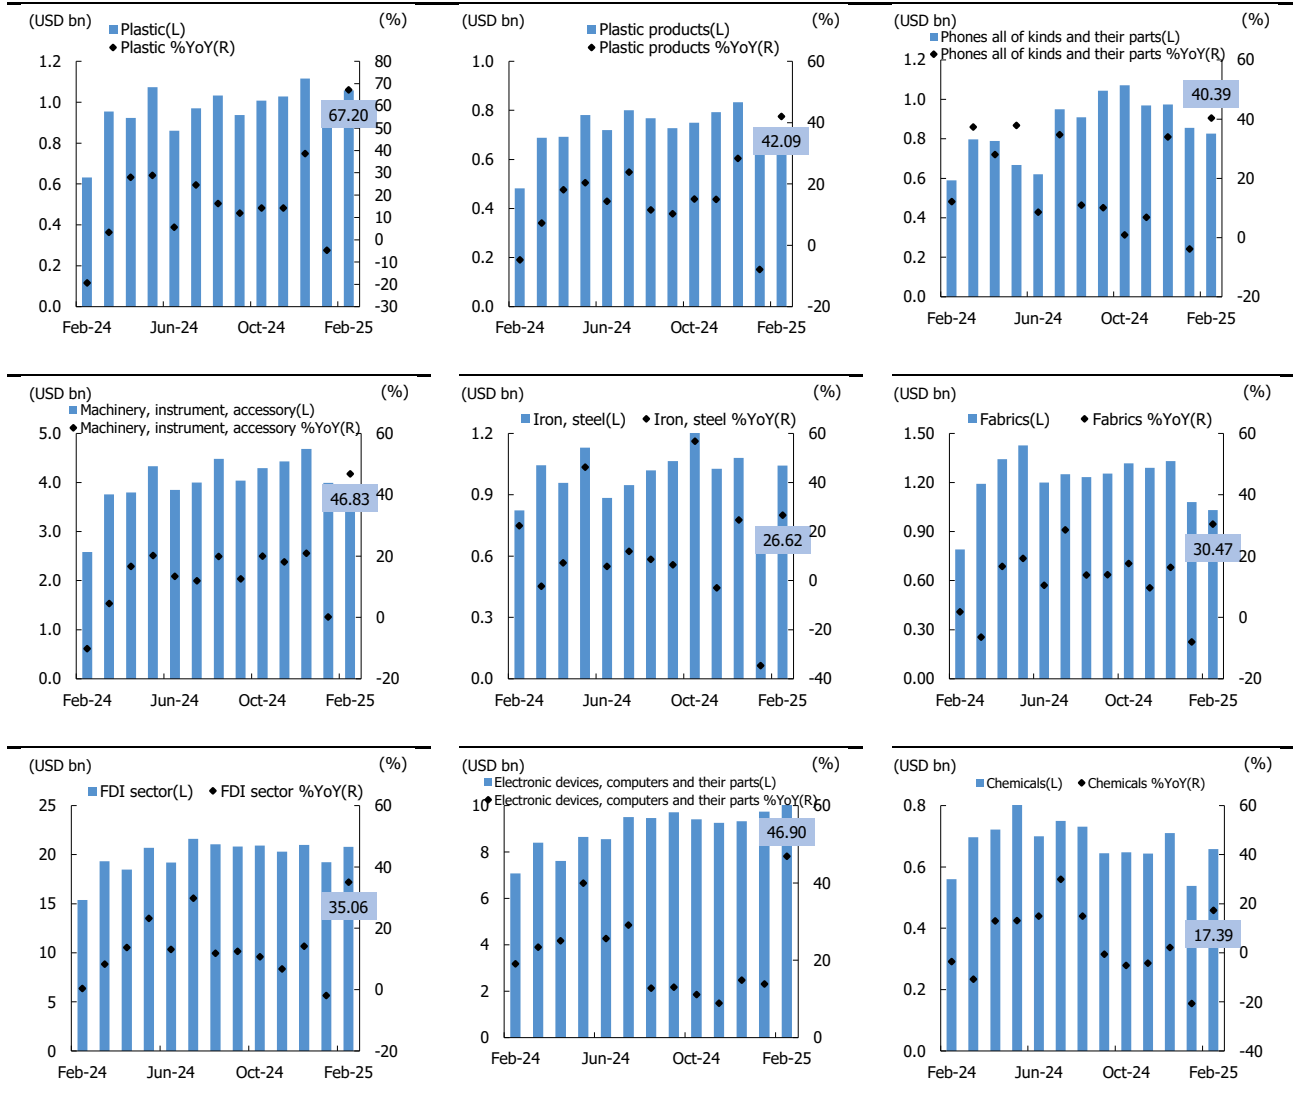 (USD bn) (%)
Plastic(L)
Plastic %YoY(R)
1.2 80
70
1.0 60
67.20
0.8 50
40
0.6 30
20
0.4 10
0
0.2 -10
-20
0.0 -30
Feb-24 Jun-24 Oct-24 Feb-25
(USD bn) (%)
Plastic products(L)
Plastic products %YoY(R)
1.0 60
0.8 40
42.09
0.6 20
0.4 0
0.2
0.0 -20
Feb-24 Jun-24 Oct-24 Feb-25
(USD bn) (%)
Phones all of kinds and their parts(L)
Phones all of kinds and their parts %YoY(R)
1.2 60
40.39
1.0 40
0.8
0.6 20
0.4 0
0.2
0.0 -20
Feb-24 Jun-24 Oct-24 Feb-25
(USD bn) (%)
Machinery, instrument, accessory(L)
Machinery, instrument, accessory %YoY(R)
5.0 60
4.0 40
46.83
3.0 20
2.0
1.0 0
0.0 -20
Feb-24 Jun-24 Oct-24 Feb-25
(USD bn) (%)
Iron, steel(L) Iron, steel %YoY(R)
1.2 60
0.9 40
20
26.62
0.6 0
0.3 -20
0.0 -40
Feb-24 Jun-24 Oct-24 Feb-25
(USD bn) (%)
Fabrics(L) Fabrics %YoY(R)
1.50 60
1.20 40
0.90
30.47
20
0.60 0
0.30
0.00 -20
Feb-24 Jun-24 Oct-24 Feb-25
(USD bn) (%)
FDI sector(L) FDI sector %YoY(R)
25 60
20 40
35.06
15 20
10 0
5
0 -20
Feb-24 Jun-24 Oct-24 Feb-25
(USD bn) (%)
Electronic devices, computers and their parts(L)
Electronic devices, computers and their parts %YoY(R)
10 60
46.90
8 40
6
4 20
2
0 0
Feb-24 Jun-24 Oct-24 Feb-25
(USD bn) (%)
Chemicals(L) Chemicals %YoY(R)
0.8 60
40
0.6 20
17.39
0.4 0
0.2 -20
0.0 -40
Feb-24 Jun-24 Oct-24 Feb-25